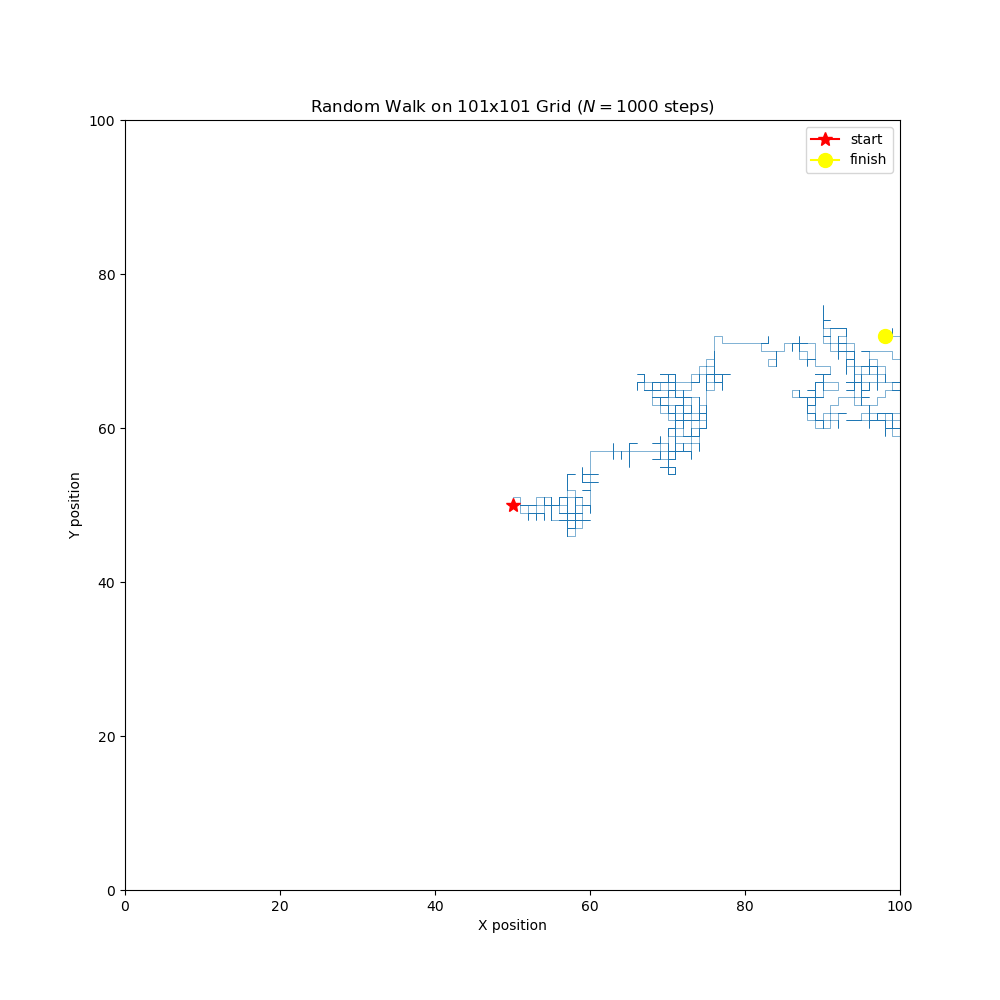 Random Walk on 101x101 Grid (N = 1000 steps)
start
finish
100
80
60
40
20
0
Y position
0 20 40 60 80 100
X position